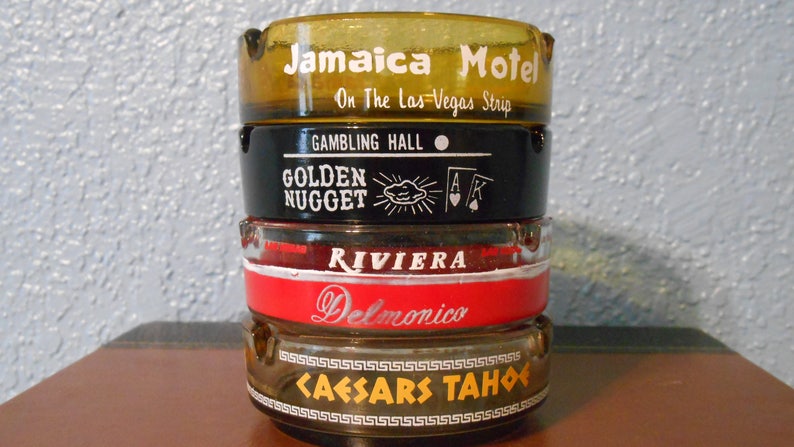 Jamaica Motel
On The Las Vegas Strip
GAMBLING HALL
GOLDEN
NUGGET
A K
RIVIERA
Delmonico
CAESARS TAHOE